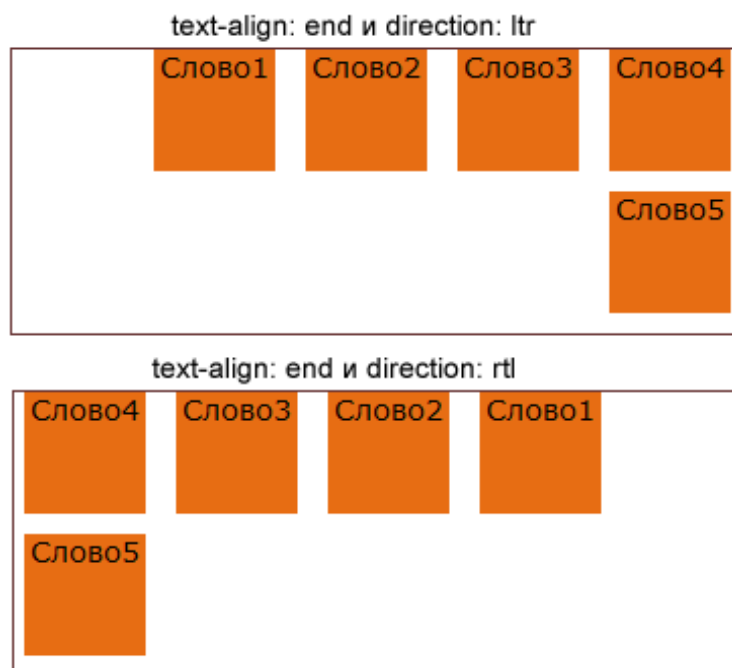 text-align: end и direction: ltr
Слово1 Слово2 Слово3 Слово4
Слово5
text-align: end и direction: rtl
Слово4 Слово3 Слово2 Слово1
Слово5